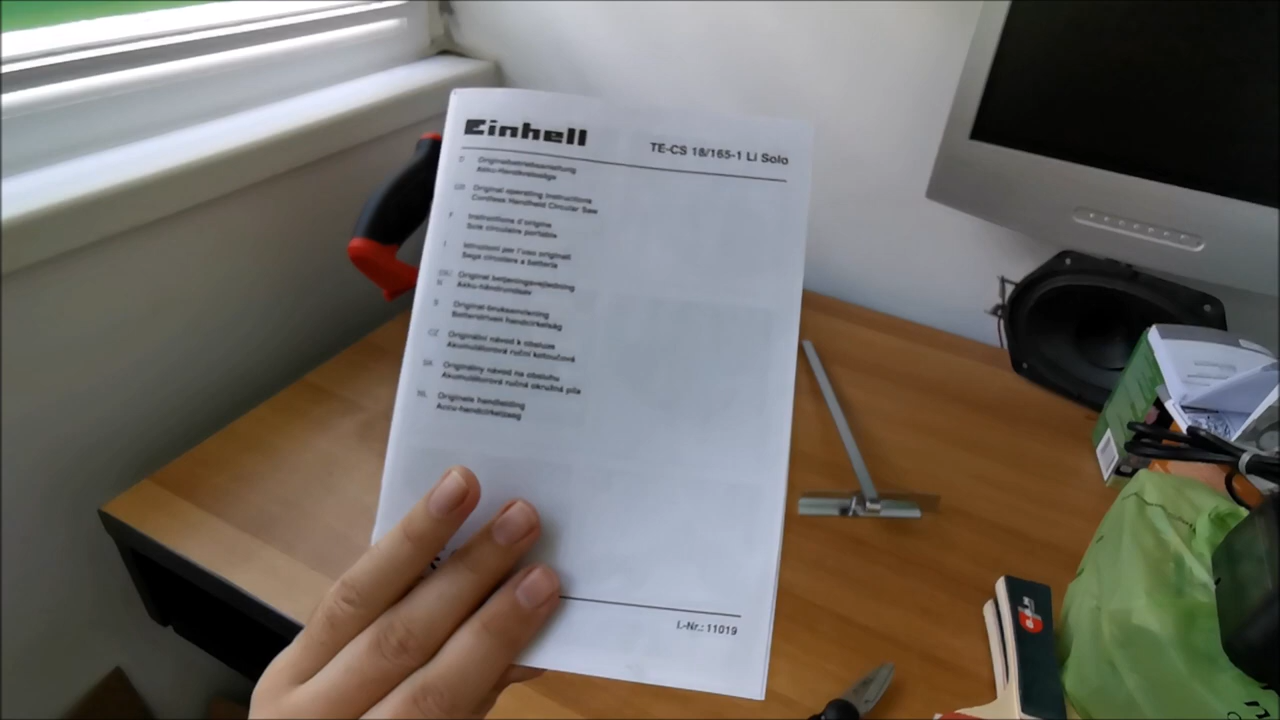 Einhell
TE-CS 18/165-1 Li Solo
D Originalbetriebsanleitung
Akku-Handkreissäge
GB Original operating instructions
Cordless Handheld Circular Saw
F Instructions d'origine
Scie circulaire portable
I Istruzioni per l'uso originali
Sega circolare a batteria
DK/ Original betjeningsvejledning
N Akku-håndrundsav
S Original-bruksanvisning
Batteridriven handcirkelsåg
CZ Originální návod k obsluze
Akumulátorová ruční kotoučová
SK Originálny návod na obsluhu
Akumulátorová ručná okružná píla
NL Originele handleiding
Accu-handcirkelzaag
I.-Nr.: 11019